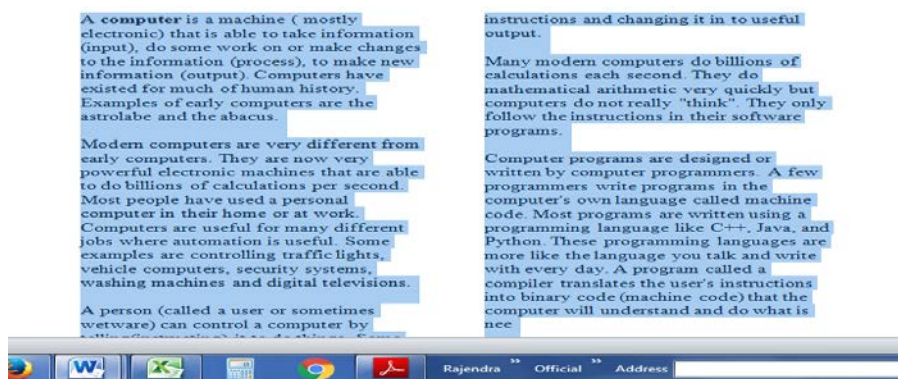 A computer is a machine ( mostly
electronic) that is able to take information
(input), do some work on or make changes
to the information (process), to make new
information (output). Computers have
existed for much of human history.
Examples of early computers are the
astrolabe and the abacus.
Modern computers are very different from
early computers. They are now very
powerful electronic machines that are able
to do billions of calculations per second.
Most people have used a personal
computer in their home or at work.
Computers are useful for many different
jobs where automation is useful. Some
examples are controlling traffic lights,
vehicle computers, security systems,
washing machines and digital televisions.
A person (called a user or sometimes
wetware) can control a computer by
telling(instructing) it to do things. Some
instructions and changing it in to useful
output.
Many modern computers do billions of
calculations each second. They do
mathematical arithmetic very quickly but
computers do not really "think". They only
follow the instructions in their software
programs.
Computer programs are designed or
written by computer programmers. A few
programmers write programs in the
computer's own language called machine
code. Most programs are written using a
programming language like C++, Java, and
Python. These programming languages are
more like the language you talk and write
with every day. A program called a
compiler translates the user's instructions
into binary code (machine code) that the
computer will understand and do what is
nee
Rajendra » Official » Address